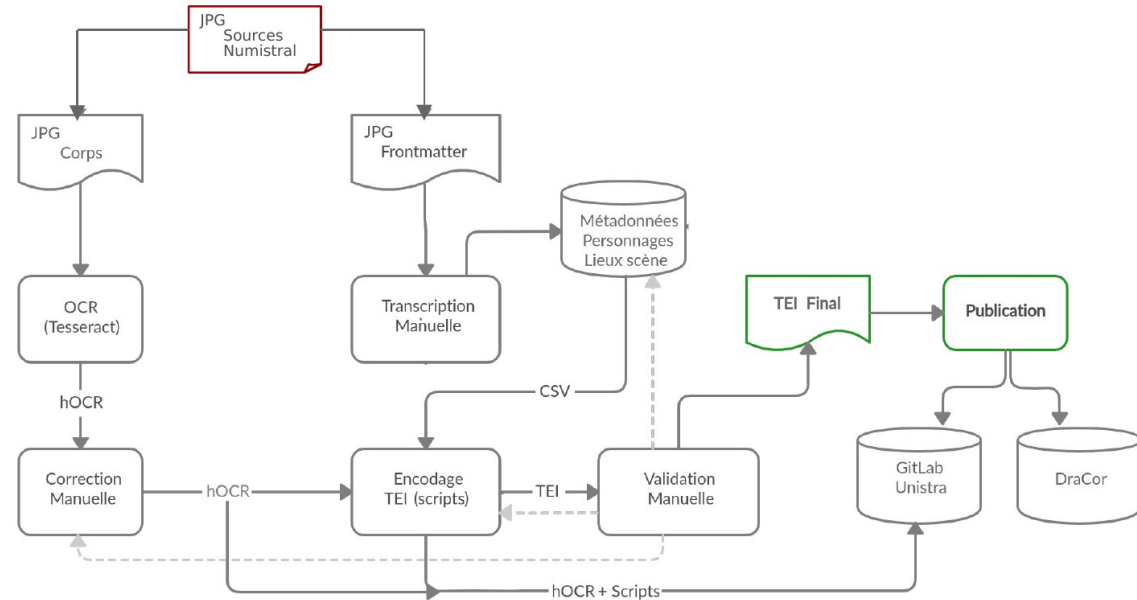 JPG
Sources
Numistral
JPG
Corps
JPG
Frontmatter
Métadonnées
Personnages
Lieux scène
OCR
(Tesseract)
Transcription
Manuelle
TEI Final
Publication
hOCR
CSV
Correction
Manuelle
hOCR
Encodage
TEI (scripts)
TEI
Validation
Manuelle
GitLab
Unistra
DraCor
hOCR + Scripts